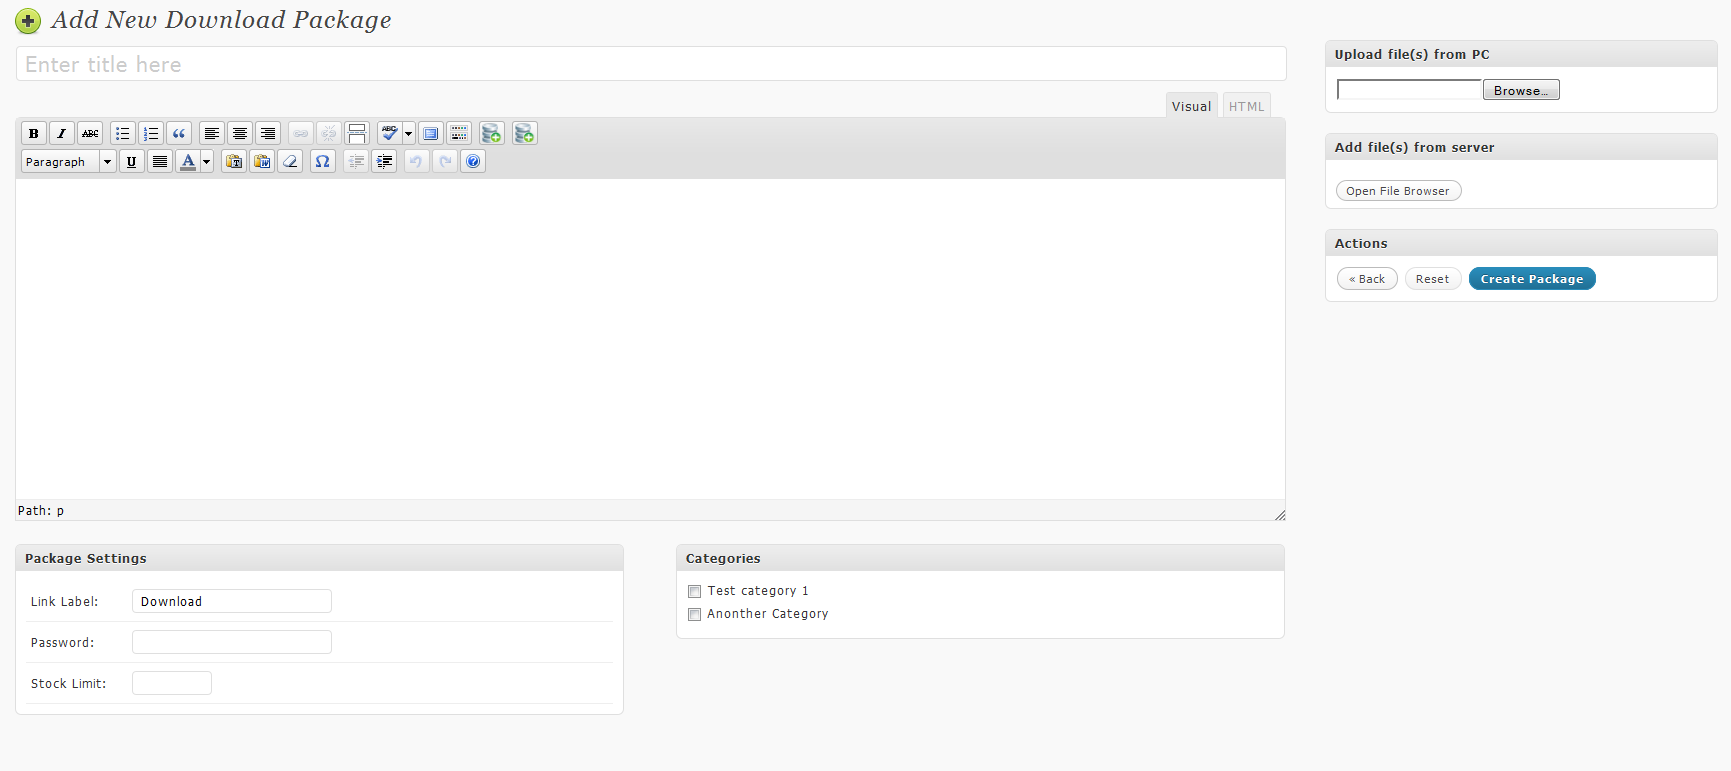 Add New Download Package
Enter title here
Visual HTML
B I ABC ABC
Paragraph U A T W Ω ?
Path: p
Package Settings
Link Label: Download
Password:
Stock Limit:
Categories
Test category 1
Anonther Category
Upload file(s) from PC
Browse...
Add file(s) from server
Open File Browser
Actions
« Back Reset Create Package